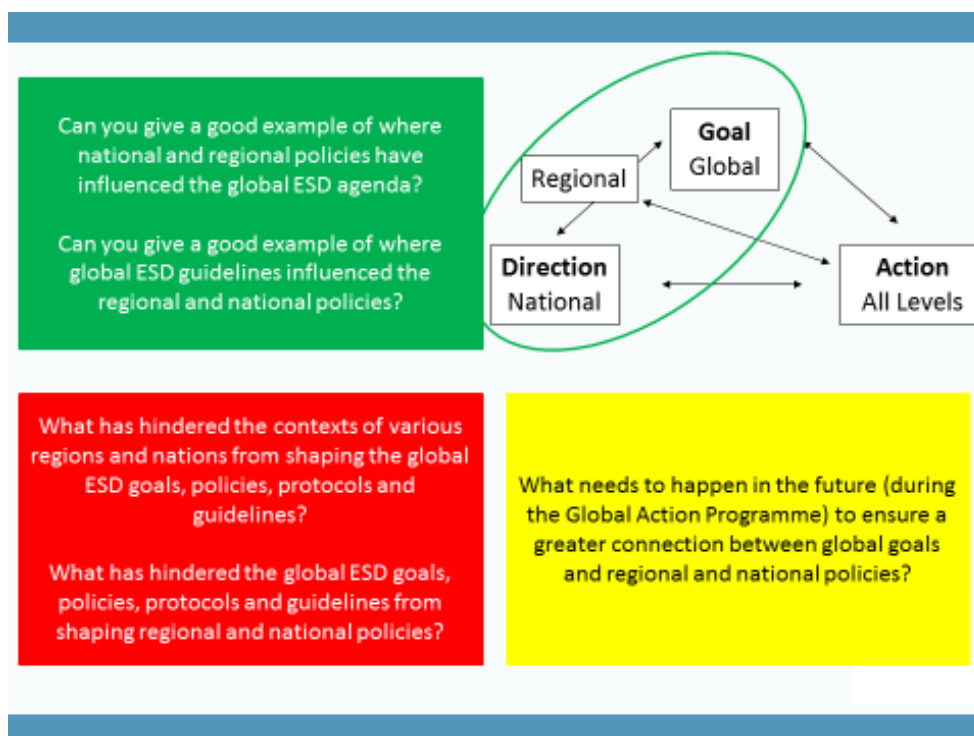 Can you give a good example of where
national and regional policies have
influenced the global ESD agenda?
Can you give a good example of where
global ESD guidelines influenced the
regional and national policies?
Goal
Global
Regional
Direction
National
Action
All Levels
What has hindered the contexts of various
regions and nations from shaping the global
ESD goals, policies, protocols and
guidelines?
What has hindered the global ESD goals,
policies, protocols and guidelines from
shaping regional and national policies?
What needs to happen in the future (during
the Global Action Programme) to ensure a
greater connection between global goals
and regional and national policies?